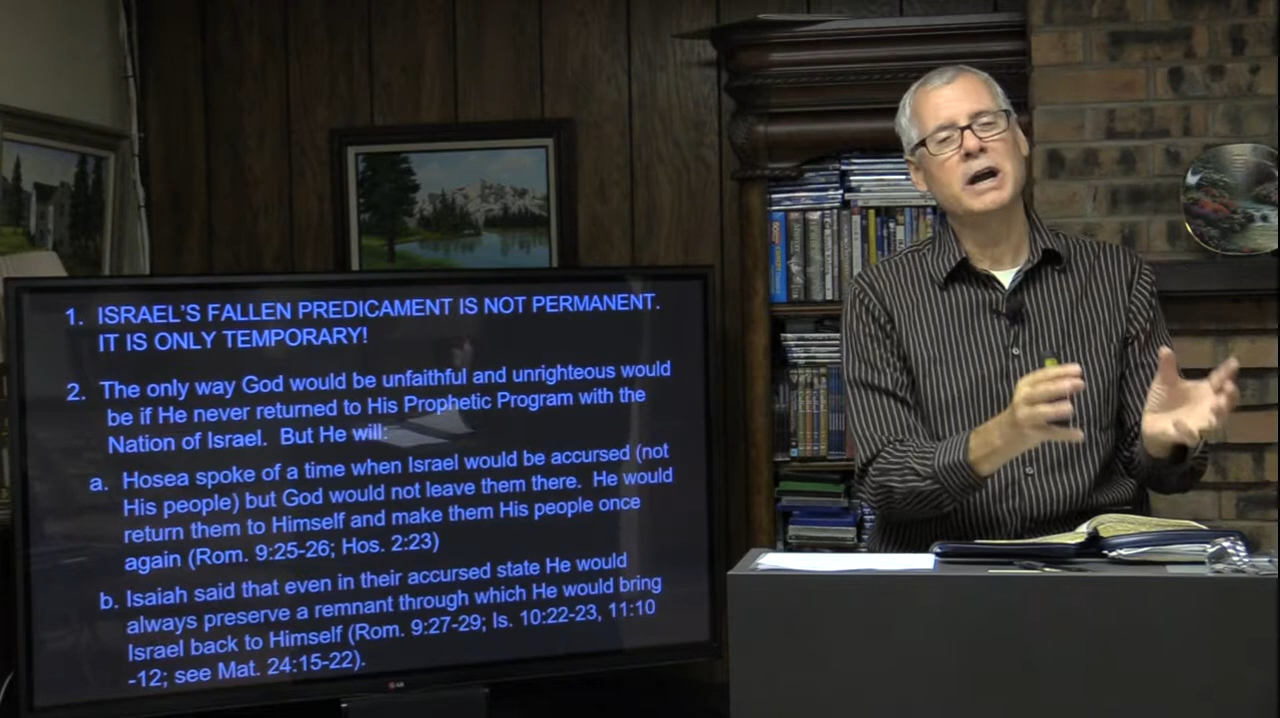 1. ISRAEL'S FALLEN PREDICAMENT IS NOT PERMANENT.
IT IS ONLY TEMPORARY!
2. The only way God would be unfaithful and unrighteous would
be if He never returned to His Prophetic Program with the
Nation of Israel. But He will:
a. Hosea spoke of a time when Israel would be accursed (not
His people) but God would not leave them there. He would
return them to Himself and make them His people once
again (Rom. 9:25-26; Hos. 2:23)
b. Isaiah said that even in their accursed state He would
always preserve a remnant through which He would bring
Israel back to Himself (Rom. 9:27-29; Is. 10:22-23, 11:10
-12; see Mat. 24:15-22).
LG